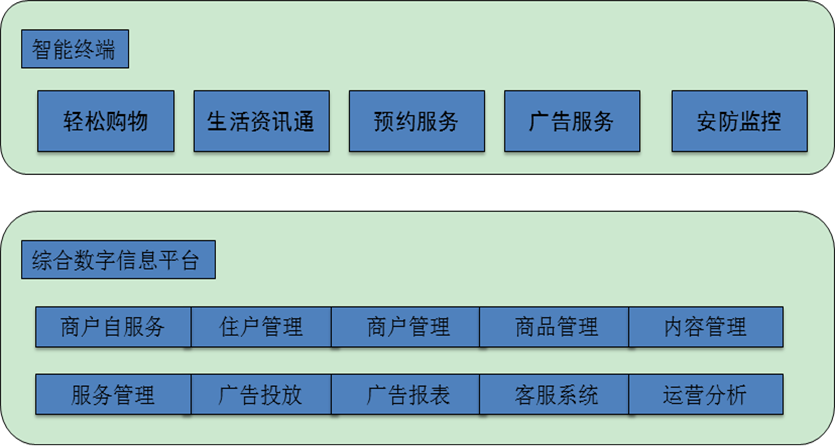 智能终端
轻松购物 生活资讯通 预约服务 广告服务 安防监控
综合数字信息平台
商户自服务 住户管理 商户管理 商品管理 内容管理
服务管理 广告投放 广告报表 客服系统 运营分析